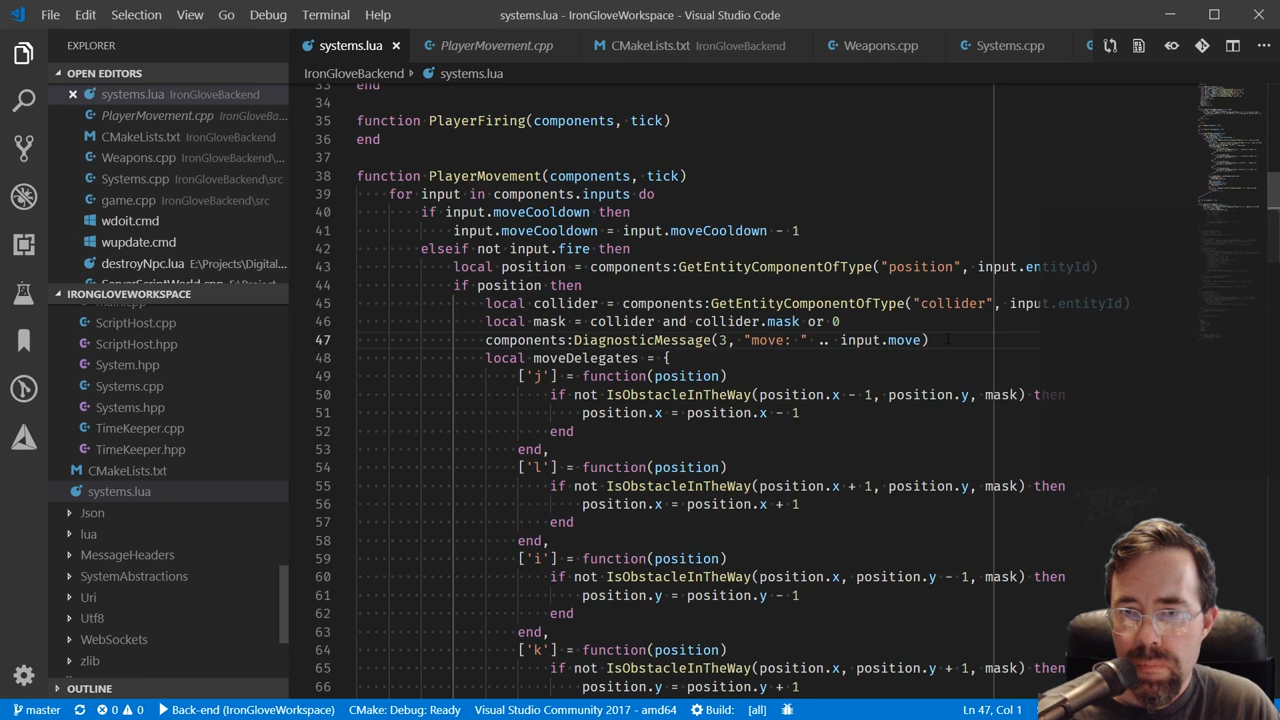 File Edit Selection View Go Debug Terminal Help systems.lua - IronGloveWorkspace - Visual Studio Code
EXPLORER
OPEN EDITORS
systems.lua IronGloveBackend
PlayerMovement.cpp IronGloveBa...
CMakeLists.txt IronGloveBackend
Weapons.cpp IronGloveBackend\...
Systems.cpp IronGloveBackend\src
game.cpp IronGloveBackend\src
wdoit.cmd
wupdate.cmd
destroyNpc.lua E:\Projects\Digital...
IRONGLOVEWORKSPACE
ScriptHost.cpp
ScriptHost.hpp
System.hpp
Systems.cpp
Systems.hpp
TimeKeeper.cpp
TimeKeeper.hpp
CMakeLists.txt
systems.lua
Json
lua
MessageHeaders
SystemAbstractions
Uri
Utf8
WebSockets
zlib
OUTLINE
systems.lua PlayerMovement.cpp CMakeLists.txt IronGloveBackend Weapons.cpp Systems.cpp
IronGloveBackend systems.lua
33 end
34
35 function PlayerFiring(components, tick)
36 end
37
38 function PlayerMovement(components, tick)
39 for input in components.inputs do
40 if input.moveCooldown then
41 input.moveCooldown = input.moveCooldown - 1
42 elseif not input.fire then
43 local position = components:GetEntityComponentOfType("position", input.entityId)
44 if position then
45 local collider = components:GetEntityComponentOfType("collider", input.entityId)
46 local mask = collider and collider.mask or 0
47 components:DiagnosticMessage(3, "move: " .. input.move)
48 local moveDelegates = {
49 ['j'] = function(position)
50 if not IsObstacleInTheWay(position.x - 1, position.y, mask) then
51 position.x = position.x - 1
52 end
53 end,
54 ['l'] = function(position)
55 if not IsObstacleInTheWay(position.x + 1, position.y, mask) then
56 position.x = position.x + 1
57 end
58 end,
59 ['i'] = function(position)
60 if not IsObstacleInTheWay(position.x, position.y - 1, mask) then
61 position.y = position.y - 1
62 end
63 end,
64 ['k'] = function(position)
65 if not IsObstacleInTheWay(position.x, position.y + 1, mask) then
66 position.y = position.y + 1
master 0 0 Back-end (IronGloveWorkspace) CMake: Debug: Ready Visual Studio Community 2017 - amd64 Build: [all] Ln 47, Col 1